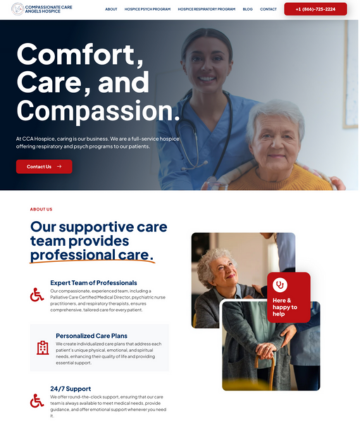 COMPASSIONATE CARE
ANGELS HOSPICE
ABOUT
HOSPICE PSYCH PROGRAM
HOSPICE RESPIRATORY PROGRAM
BLOG
CONTACT
+1 (866)-725-2224
Comfort,
Care, and
Compassion.
At CCA Hospice, caring is our business. We are a full-service hospice
offering respiratory and psych programs to our patients.
Contact Us →
ABOUT US
Our supportive care
team provides
professional care.
Expert Team of Professionals
Our compassionate, experienced team, including a
Palliative Care Certified Medical Director, psychiatric nurse
practitioners, and respiratory therapists, ensures
comprehensive, tailored care for every patient.
Personalized Care Plans
We create individualized care plans that address each
patient's unique physical, emotional, and spiritual
needs, enhancing their quality of life and providing
essential support.
24/7 Support
We offer round-the-clock support, ensuring that our care
team is always available to meet medical needs, provide
guidance, and offer emotional support whenever you need
it.
Here &
happy to
help